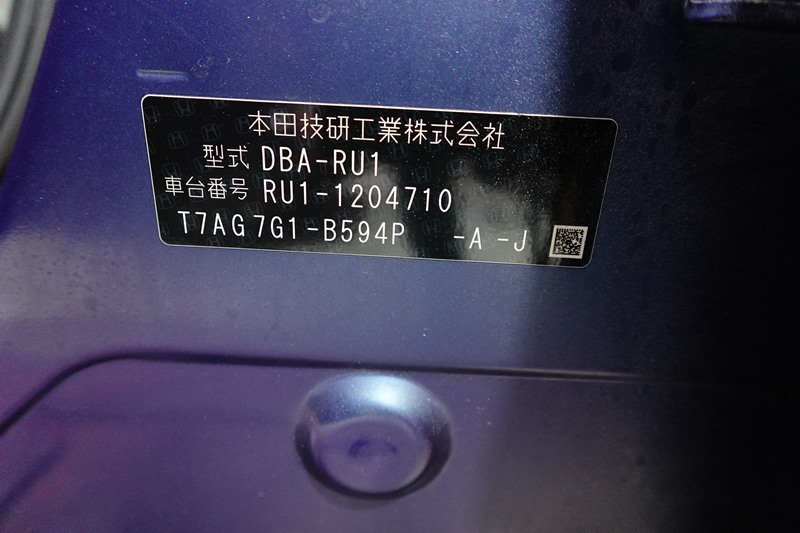 本田技研工業株式会社
型式 DBA-RU1
車台番号 RU1-1204710
T7AG7G1-B594P -A -J